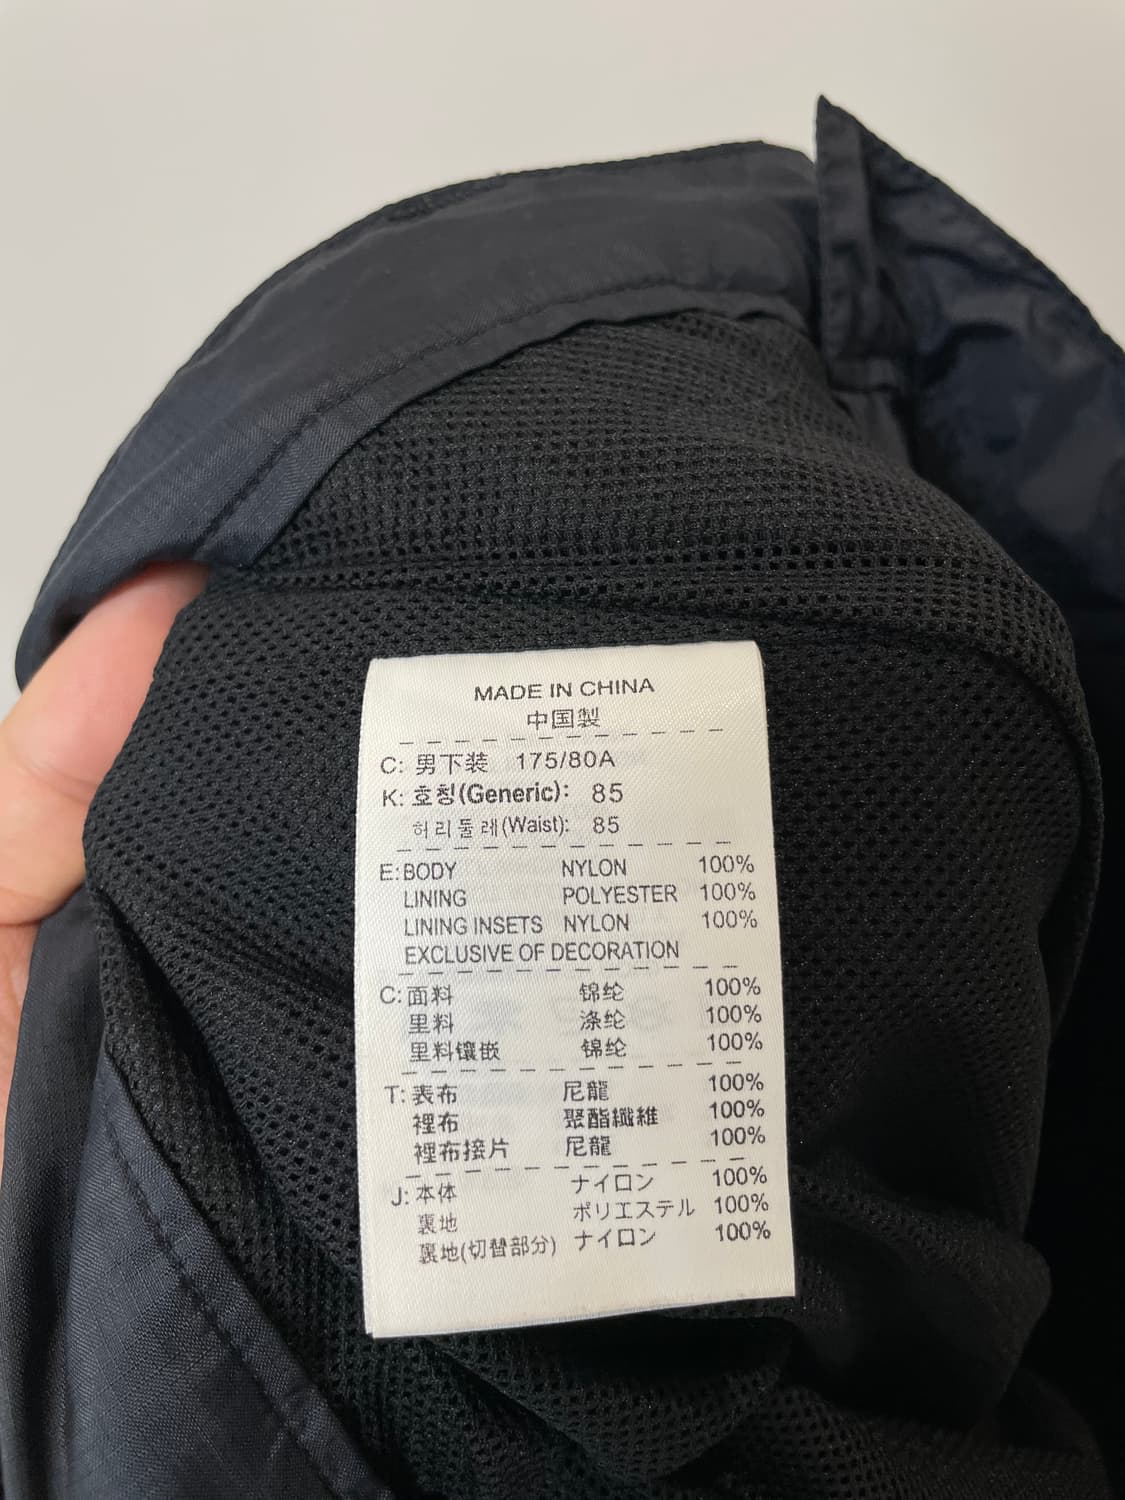 MADE IN CHINA
中国製
C: 男下装 175/80A
K: 호칭(Generic): 85
허리둘레(Waist): 85
E: BODY NYLON 100%
LINING POLYESTER 100%
LINING INSETS NYLON 100%
EXCLUSIVE OF DECORATION
C: 面料 锦纶 100%
里料 涤纶 100%
里料镶嵌 锦纶 100%
T: 表布 尼龍 100%
裡布 聚酯纖維 100%
裡布接片 尼龍 100%
J: 本体 ナイロン 100%
裏地 ポリエステル 100%
裏地(切替部分) ナイロン 100%